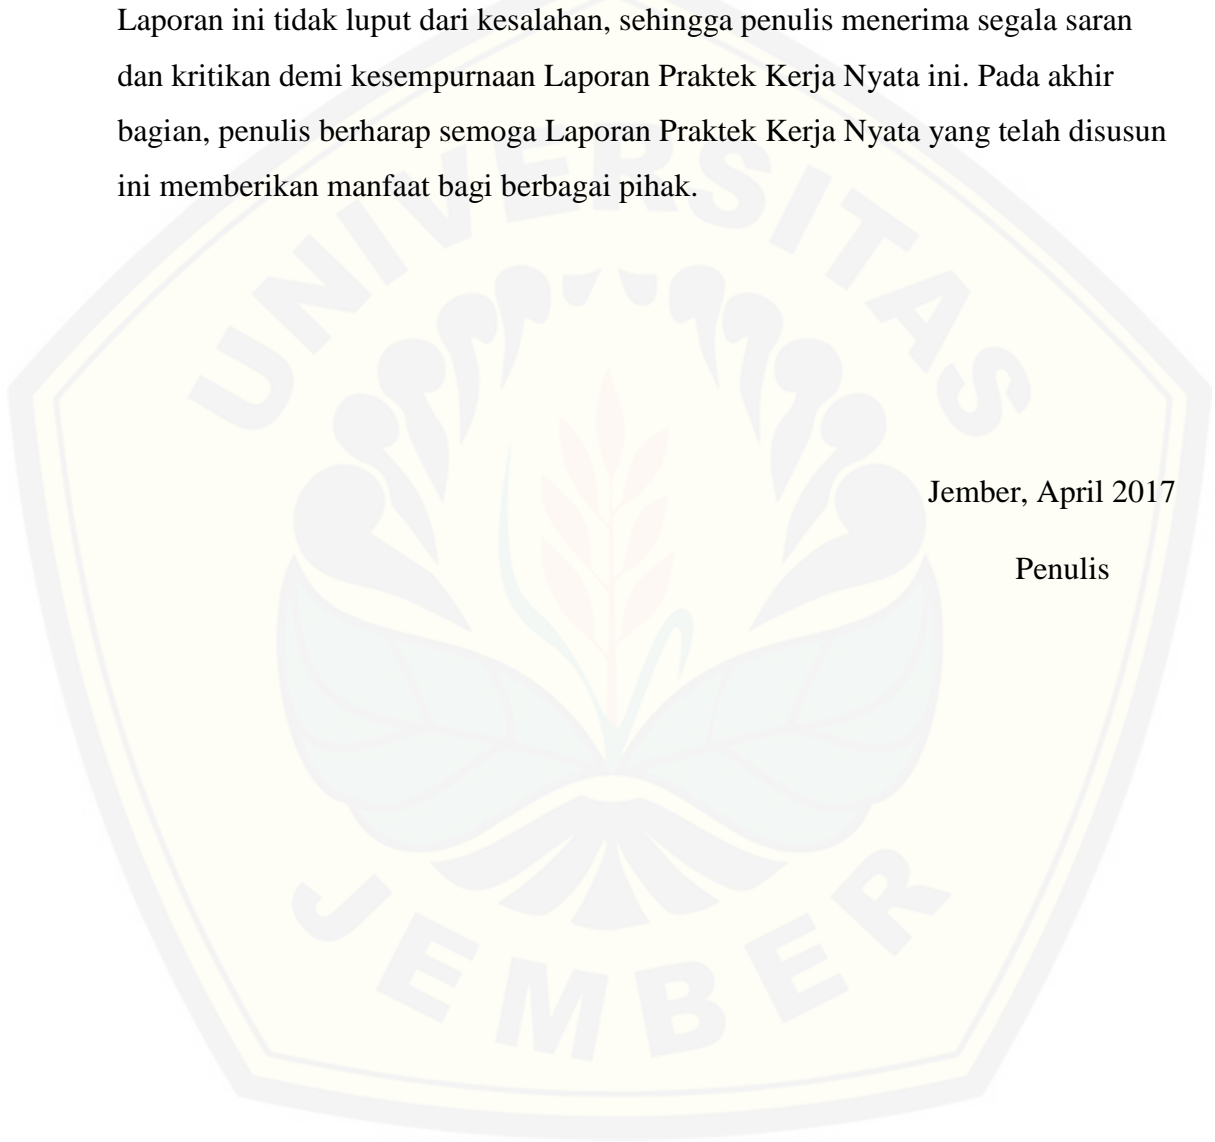 Laporan ini tidak luput dari kesalahan, sehingga penulis menerima segala saran
dan kritikan demi kesempurnaan Laporan Praktek Kerja Nyata ini. Pada akhir
bagian, penulis berharap semoga Laporan Praktek Kerja Nyata yang telah disusun
ini memberikan manfaat bagi berbagai pihak.
UNIVERSITAS
Jember, April 2017
Penulis
JEMBER